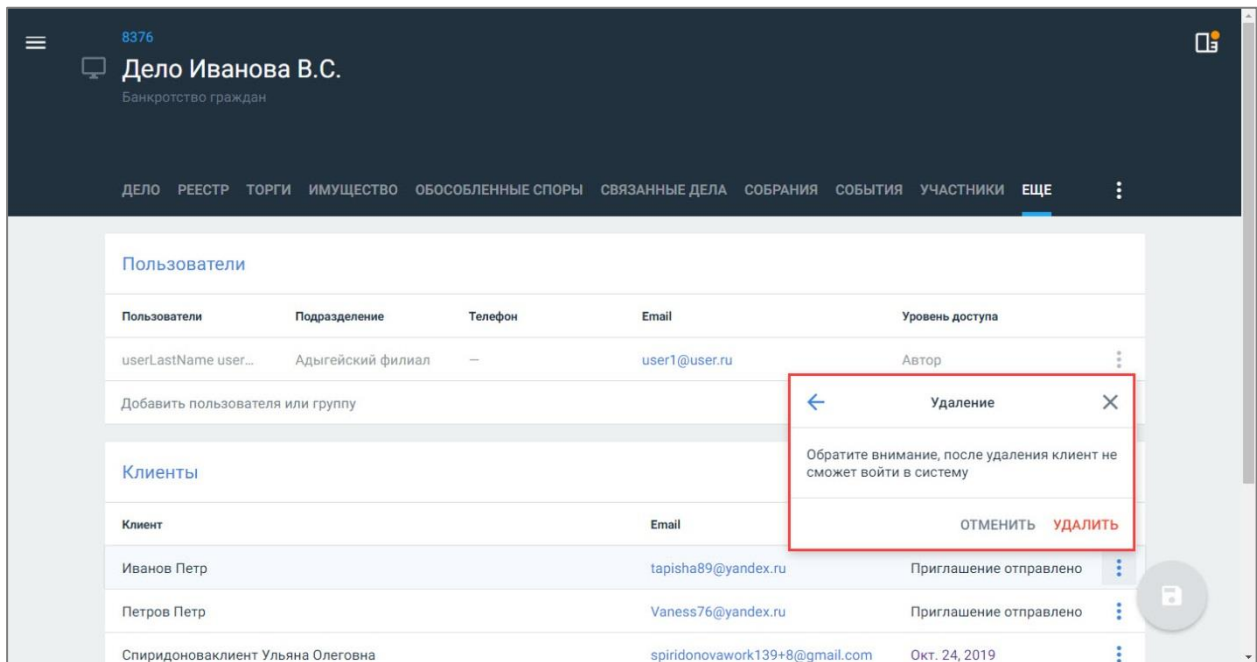 8376
Дело Иванова В.С.
Банкротство граждан
ДЕЛО РЕЕСТР ТОРГИ ИМУЩЕСТВО ОБОСОБЛЕННЫЕ СПОРЫ СВЯЗАННЫЕ ДЕЛА СОБРАНИЯ СОБЫТИЯ УЧАСТНИКИ ЕЩЕ
Пользователи
Пользователи Подразделение Телефон Email Уровень доступа
userLastName user... Адыгейский филиал — user1@user.ru Автор
Добавить пользователя или группу
Удаление
Обратите внимание, после удаления клиент не
сможет войти в систему
ОТМЕНИТЬ УДАЛИТЬ
Клиенты
Клиент Email
Иванов Петр tapisha89@yandex.ru Приглашение отправлено
Петров Петр Vaness76@yandex.ru Приглашение отправлено
Спиридоноваклиент Ульяна Олеговна spiridonovawork139+8@gmail.com Окт. 24, 2019